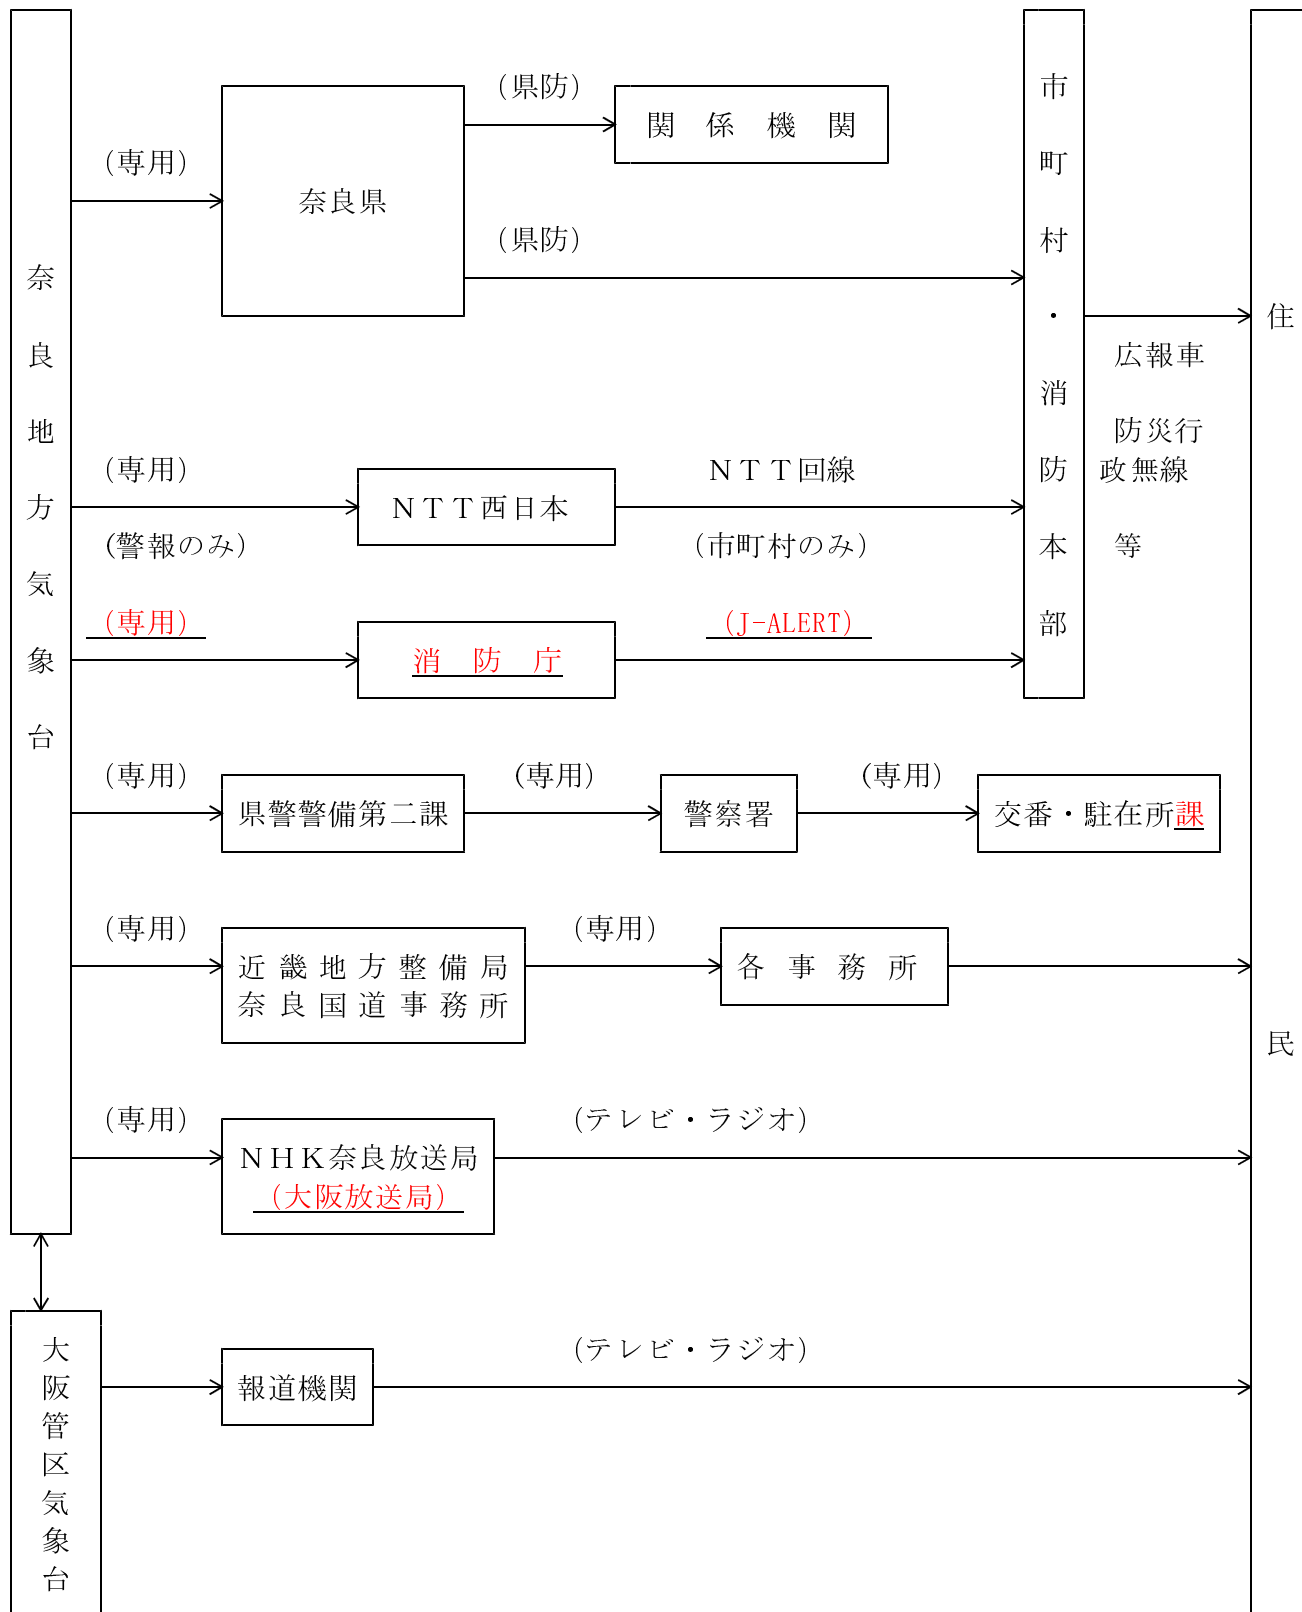 奈良地方気象台
（専用）
奈良県
（県防）
関係機関
（県防）
市町村・消防本部
広報車
防災行
政無線
等
住民
（専用）
（警報のみ）
ＮＴＴ西日本
ＮＴＴ回線
（市町村のみ）
（専用）
消防庁
（J-ALERT）
（専用）
県警警備第二課
（専用）
警察署
（専用）
交番・駐在所課
（専用）
近畿地方整備局
奈良国道事務所
（専用）
各事務所
（専用）
ＮＨＫ奈良放送局
（大阪放送局）
（テレビ・ラジオ）
大阪管区気象台
報道機関
（テレビ・ラジオ）